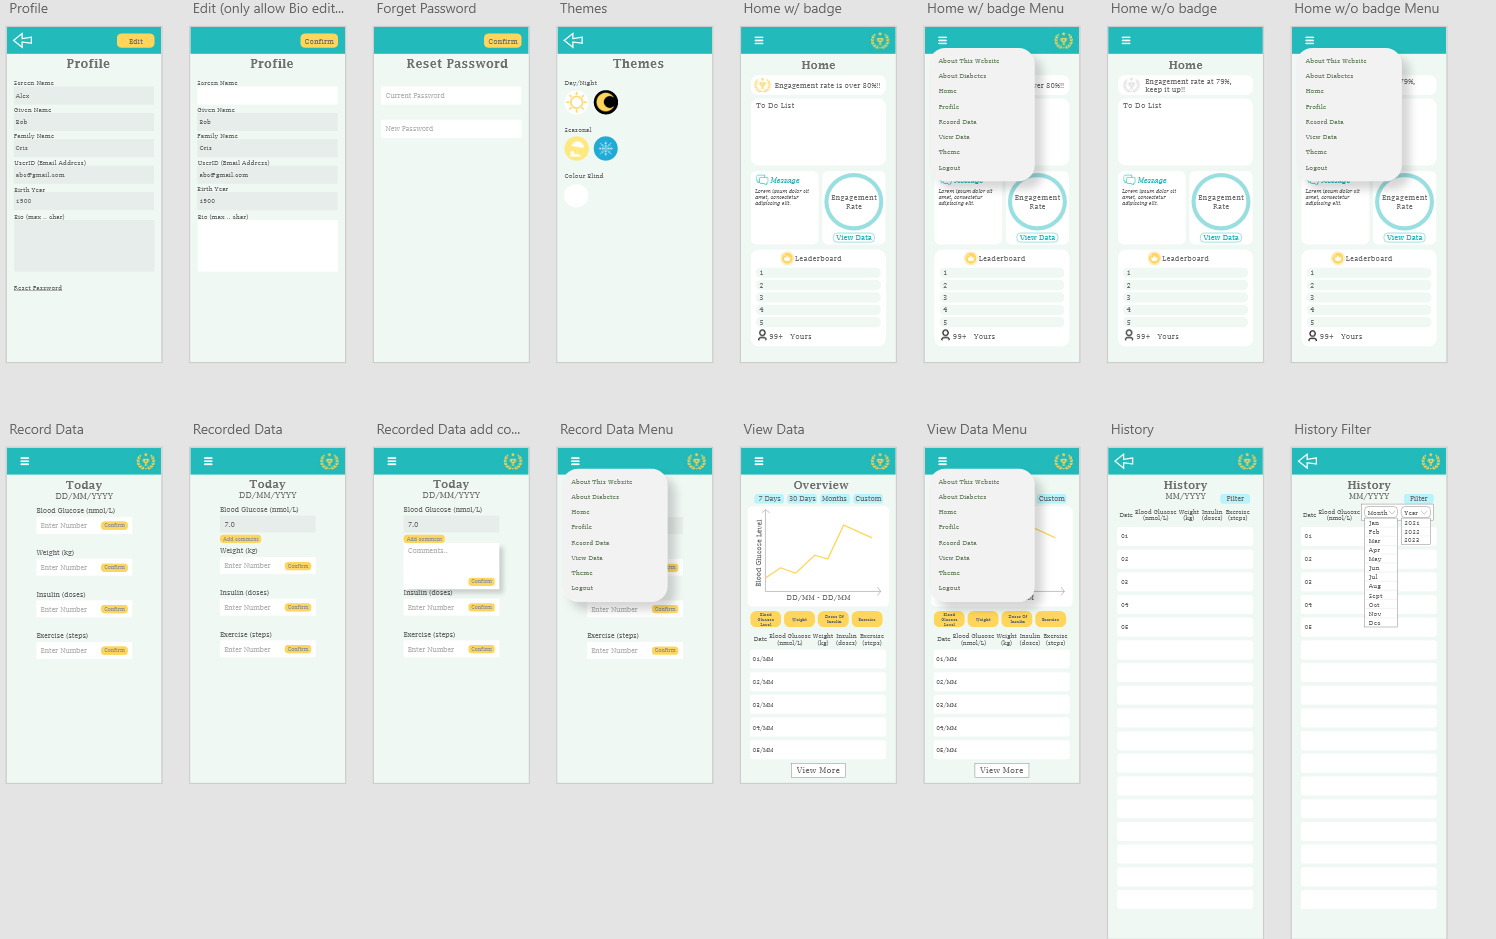 Profile
Edit (only allow Bio edit...
Forget Password
Themes
Home w/ badge
Home w/ badge Menu
Home w/o badge
Home w/o badge Menu
Edit
Profile
Screen Name
Alex
Given Name
Bob
Family Name
Cris
UserID (Email Address)
abc@gmail.com
Birth Year
1900
Bio (max .. char)
Reset Password
Confirm
Profile
Screen Name
Given Name
Bob
Family Name
Cris
UserID (Email Address)
abc@gmail.com
Birth Year
1900
Bio (max .. char)
Confirm
Reset Password
Current Password
New Password
Themes
Day/Night
Seasonal
Colour Blind
Home
Engagement rate is over 80%!!
To Do List
Message
Lorem ipsum dolor sit
amet, consectetur
adipiscing elit.
Engagement
Rate
View Data
Leaderboard
1
2
3
4
5
99+ Yours
About This Website
About Diabetes
Home
Profile
Record Data
View Data
Theme
Logout
over 80%!!
Message
Lorem ipsum dolor sit
amet, consectetur
adipiscing elit.
Engagement
Rate
View Data
Leaderboard
1
2
3
4
5
99+ Yours
Home
Engagement rate at 79%,
keep it up!!
To Do List
Message
Lorem ipsum dolor sit
amet, consectetur
adipiscing elit.
Engagement
Rate
View Data
Leaderboard
1
2
3
4
5
99+ Yours
About This Website
About Diabetes
Home
Profile
Record Data
View Data
Theme
Logout
79%,
Message
Lorem ipsum dolor sit
amet, consectetur
adipiscing elit.
Engagement
Rate
View Data
Leaderboard
1
2
3
4
5
99+ Yours
Record Data
Recorded Data
Recorded Data add co...
Record Data Menu
View Data
View Data Menu
History
History Filter
Today
DD/MM/YYYY
Blood Glucose (nmol/L)
Enter Number Confirm
Weight (kg)
Enter Number Confirm
Insulin (doses)
Enter Number Confirm
Exercise (steps)
Enter Number Confirm
Today
DD/MM/YYYY
Blood Glucose (nmol/L)
7.0
Add comment
Weight (kg)
Enter Number Confirm
Insulin (doses)
Enter Number Confirm
Exercise (steps)
Enter Number Confirm
Today
DD/MM/YYYY
Blood Glucose (nmol/L)
7.0
Add comment
Comments..
Confirm
Insulin (doses)
Enter Number Confirm
Exercise (steps)
Enter Number Confirm
About This Website
About Diabetes
Home
Profile
Record Data
View Data
Theme
Logout
Enter Number Confirm
Exercise (steps)
Enter Number Confirm
Overview
7 Days 30 Days Months Custom
Blood Glucose Level
DD/MM - DD/MM
Blood Glucose Level Weight Doses Of Insulin Exercise
Date Blood Glucose (nmol/L) Weight (kg) Insulin (doses) Exercise (steps)
01/MM
02/MM
03/MM
04/MM
05/MM
View More
About This Website
About Diabetes
Home
Profile
Record Data
View Data
Theme
Logout
Custom
Blood Glucose Level Weight Doses Of Insulin Exercise
Date Blood Glucose (nmol/L) Weight (kg) Insulin (doses) Exercise (steps)
01/MM
02/MM
03/MM
04/MM
05/MM
View More
History
MM/YYYY
Filter
Date Blood Glucose (nmol/L) Weight (kg) Insulin (doses) Exercise (steps)
01
02
03
04
05
History
MM/YYYY
Filter
Date Blood Glucose (nmol/L)
Month Year
Jan 2021
Feb 2022
Mar 2023
Apr
May
Jun
Jul
Aug
Sept
Oct
Nov
Dec
01
02
03
04
05